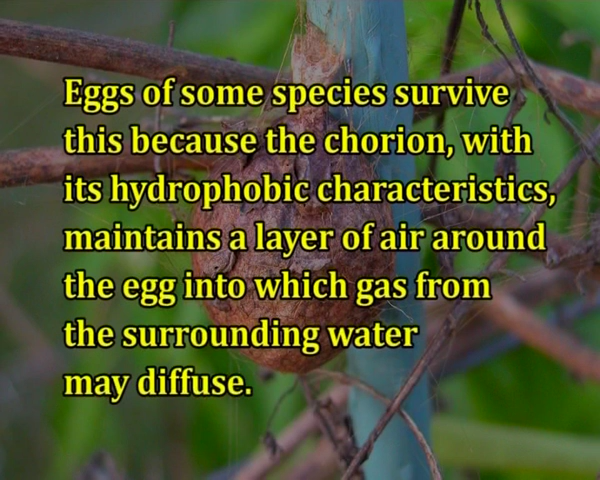 Eggs of some species survive
this because the chorion, with
its hydrophobic characteristics,
maintains a layer of air around
the egg into which gas from
the surrounding water
may diffuse.